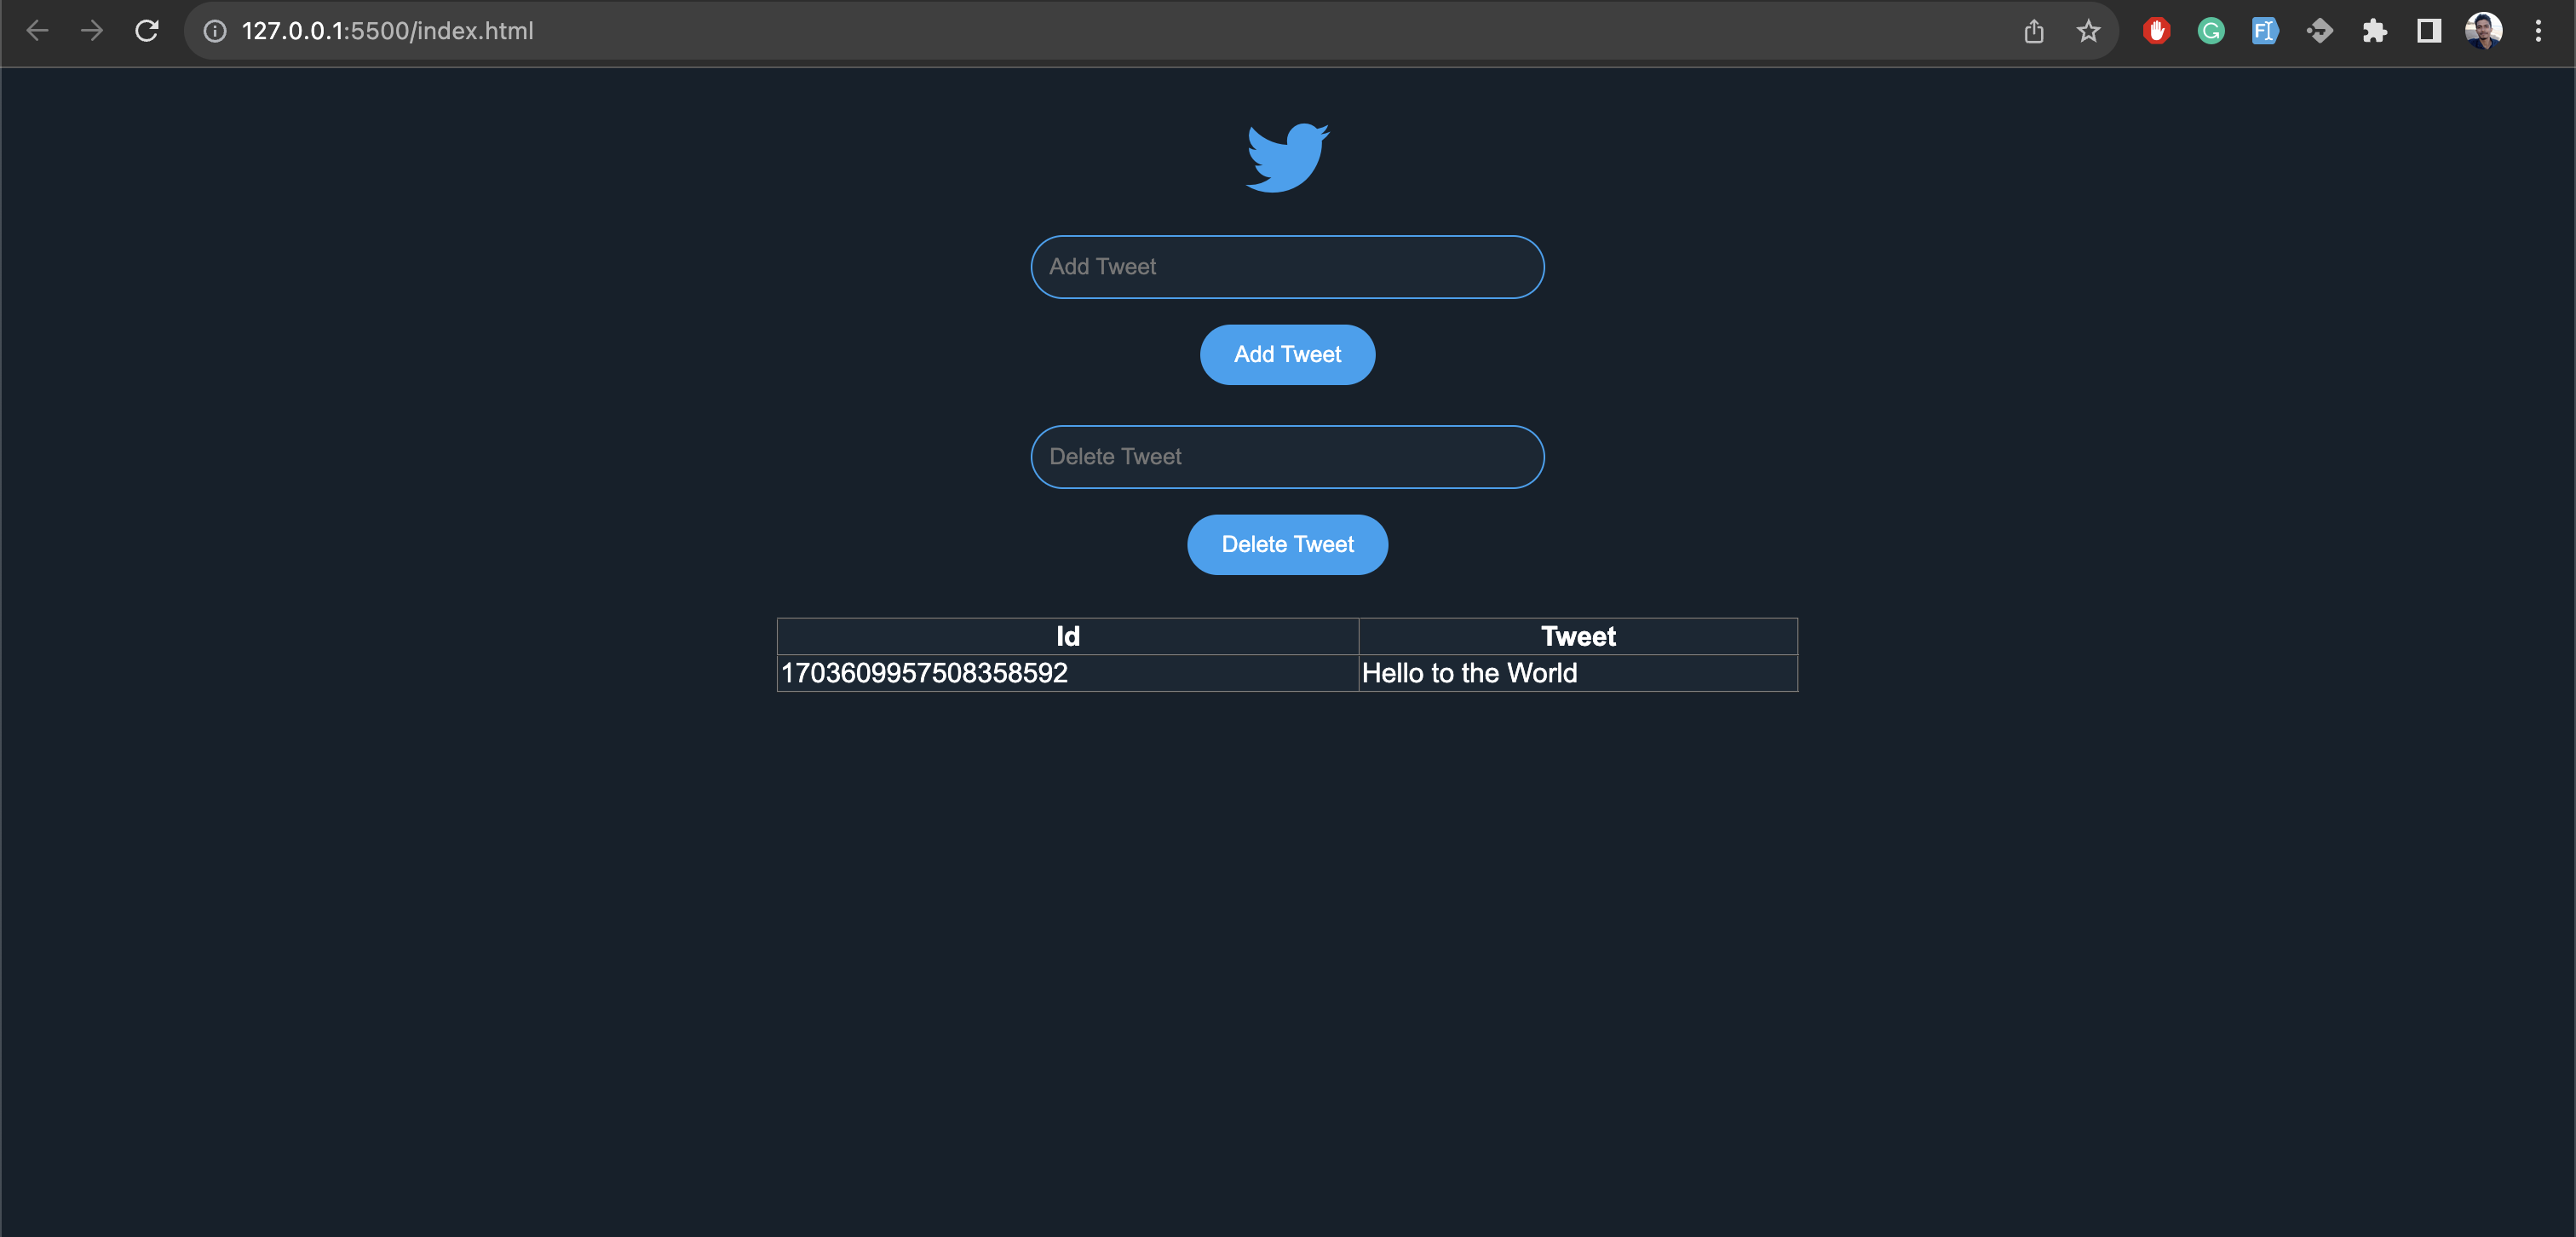 127.0.0.1:5500/index.html
Add Tweet
Add Tweet
Delete Tweet
Delete Tweet
Id Tweet
1703609957508358592 Hello to the World